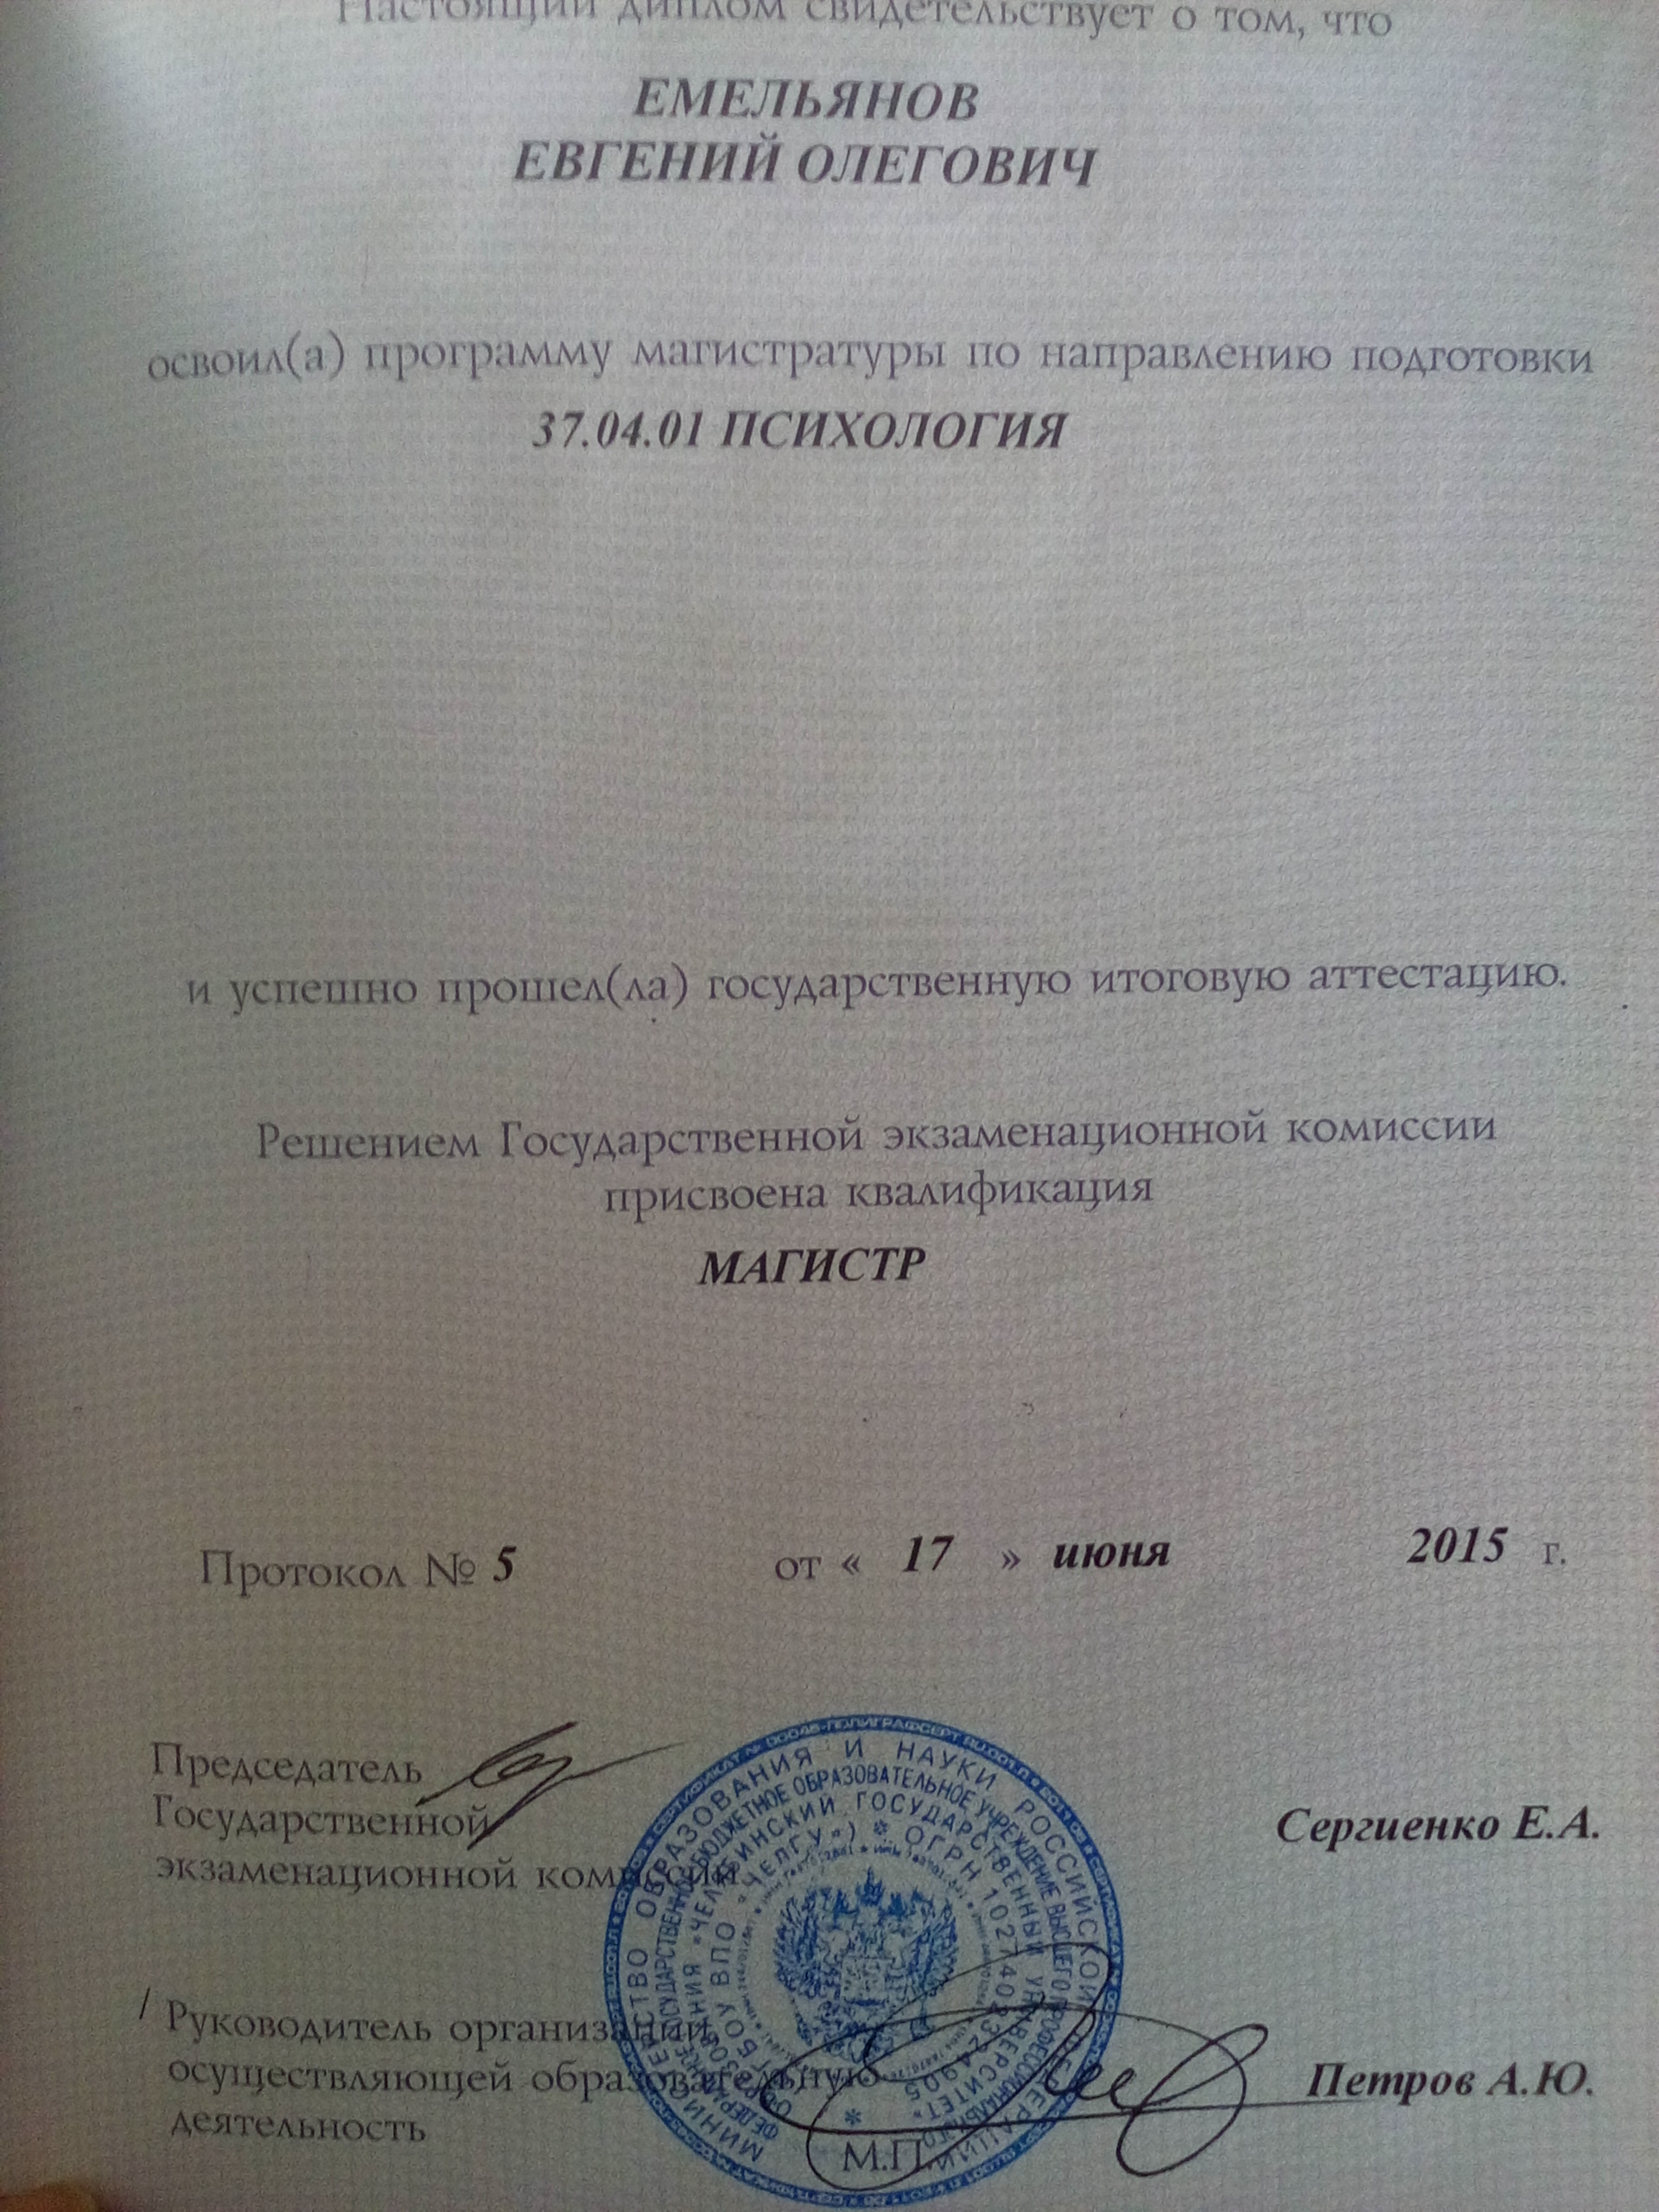 Настоящий диплом свидетельствует о том, что
ЕМЕЛЬЯНОВ
ЕВГЕНИЙ ОЛЕГОВИЧ
освоил(а) программу магистратуры по направлению подготовки
37.04.01 ПСИХОЛОГИЯ
и успешно прошел(ла) государственную итоговую аттестацию.
Решением Государственной экзаменационной комиссии
присвоена квалификация
МАГИСТР
Протокол № 5 от « 17 » июня 2015 г.
Председатель
Государственной
экзаменационной комиссии
Сергиенко Е.А.
Руководитель организации,
осуществляющей образовательную
деятельность
Петров А.Ю.
М.П.
МИНИСТЕРСТВО ОБРАЗОВАНИЯ И НАУКИ РОССИЙСКОЙ ФЕДЕРАЦИИ
ФЕДЕРАЛЬНОЕ ГОСУДАРСТВЕННОЕ БЮДЖЕТНОЕ ОБРАЗОВАТЕЛЬНОЕ УЧРЕЖДЕНИЕ ВЫСШЕГО ПРОФЕССИОНАЛЬНОГО
ОБРАЗОВАНИЯ «ЧЕЛЯБИНСКИЙ ГОСУДАРСТВЕННЫЙ УНИВЕРСИТЕТ»
(ФГБОУ ВПО «ЧЕЛГУ») * ОГРН 1027403324905 *